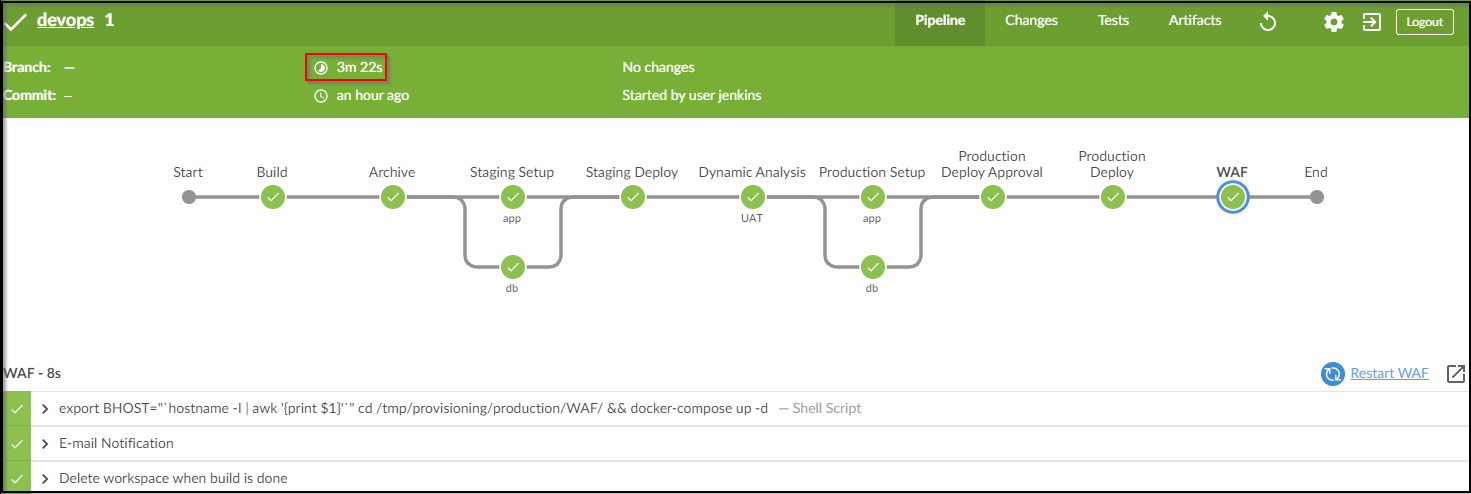 devops 1
Pipeline Changes Tests Artifacts Logout
Branch: — 3m 22s No changes
Commit: — an hour ago Started by user jenkins
Start Build Archive Staging Setup Staging Deploy Dynamic Analysis Production Setup Production Deploy Approval Production Deploy WAF End
app UAT app
db db
WAF - 8s Restart WAF
export BHOST="`hostname -I | awk '{print $1}'`" cd /tmp/provisioning/production/WAF/ && docker-compose up -d — Shell Script
E-mail Notification
Delete workspace when build is done